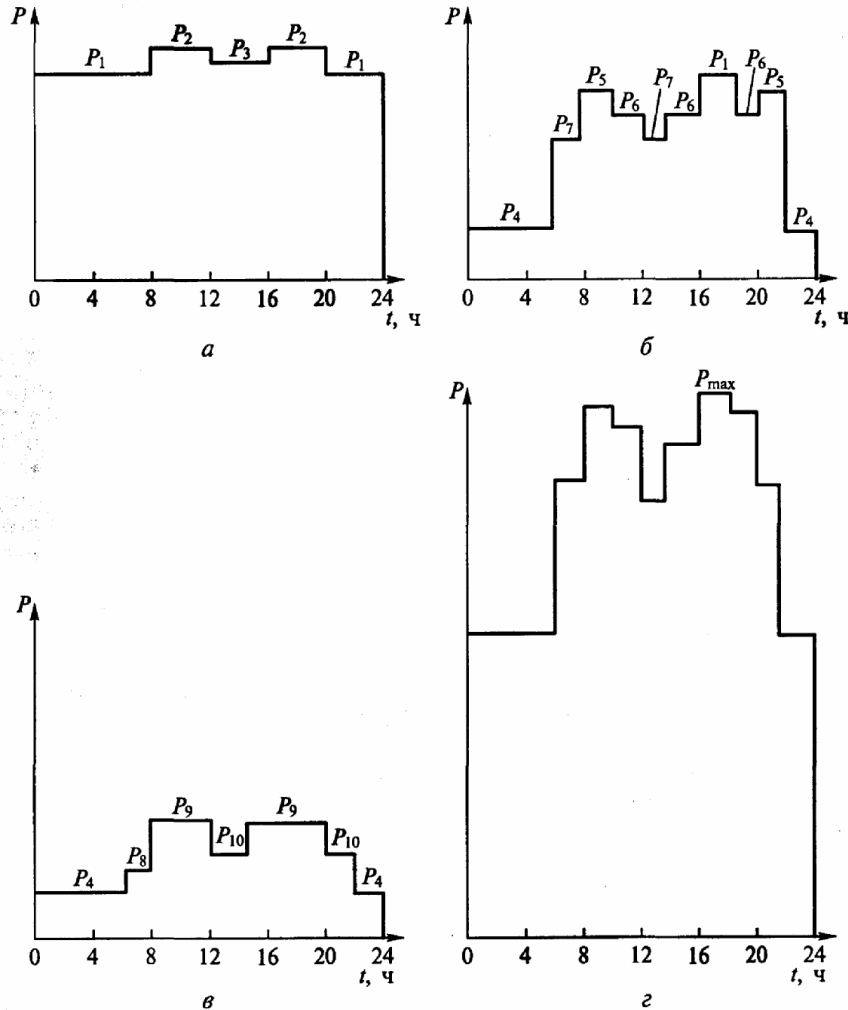 P P₂ P₃ P₂
P₁ P₁
0 4 8 12 16 20 24
t, ч
а
P P₁ P₆
P₅ P₇ P₅
P₆ P₆
P₇
P₄ P₄
0 4 8 12 16 20 24
t, ч
б
P
P₉ P₉
P₁₀ P₁₀
P₈
P₄ P₄
0 4 8 12 16 20 24
t, ч
в
P Pmax
0 4 8 12 16 20 24
t, ч
г